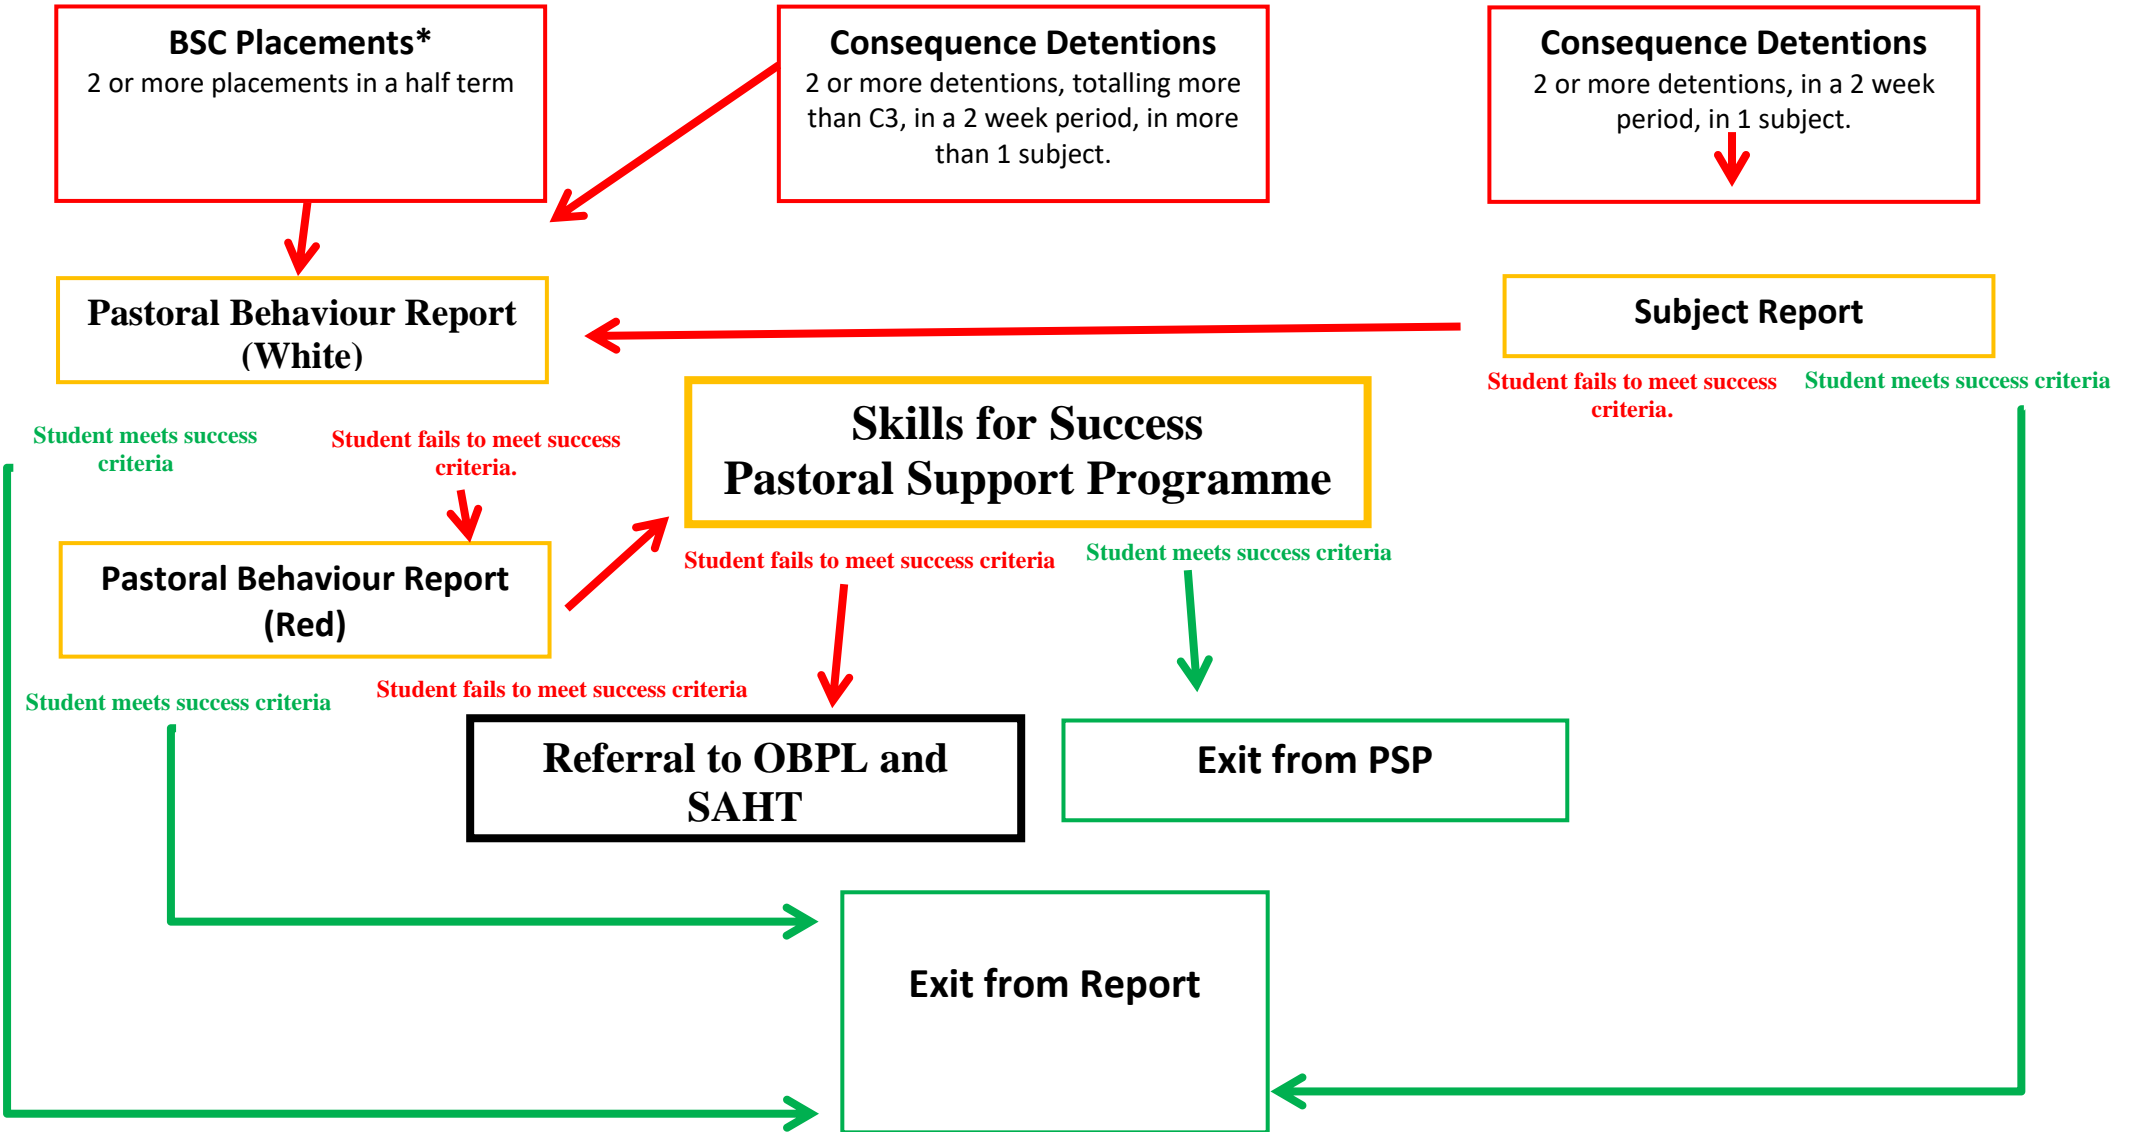 BSC Placements*
2 or more placements in a half term
Consequence Detentions
2 or more detentions, totalling more
than C3, in a 2 week period, in more
than 1 subject.
Consequence Detentions
2 or more detentions, in a 2 week
period, in 1 subject.
Pastoral Behaviour Report
(White)
Subject Report
Student fails to meet success
criteria.
Student meets success criteria
Skills for Success
Pastoral Support Programme
Student meets success
criteria
Student fails to meet success
criteria.
Student fails to meet success criteria
Student meets success criteria
Pastoral Behaviour Report
(Red)
Student meets success criteria
Student fails to meet success criteria
Referral to OBPL and
SAHT
Exit from PSP
Exit from Report